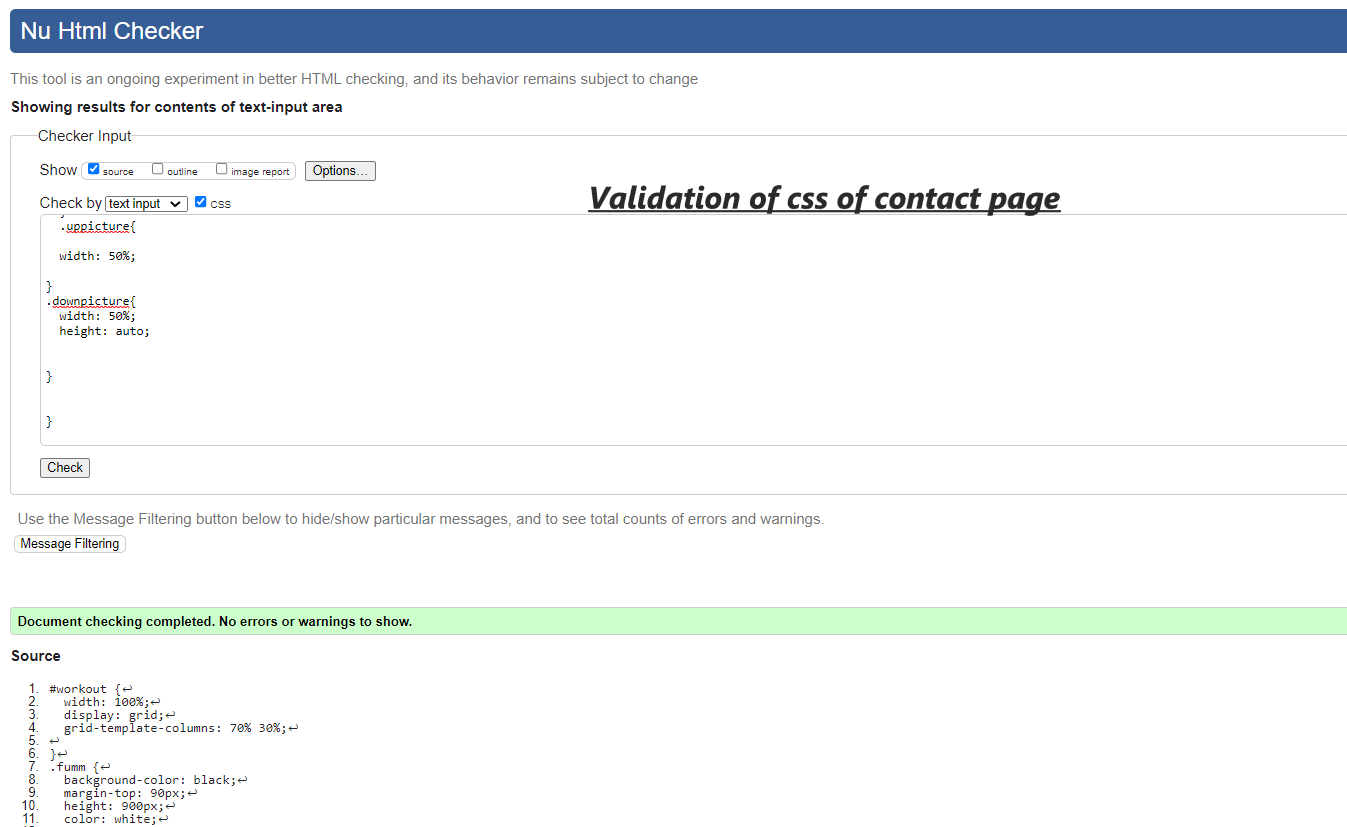 Nu Html Checker
This tool is an ongoing experiment in better HTML checking, and its behavior remains subject to change
Showing results for contents of text-input area
Checker Input
Show source outline image report Options...
Validation of css of contact page
Check by text input css
.uppicture{
width: 50%;
}
.downpicture{
width: 50%;
height: auto;
}
}
Check
Use the Message Filtering button below to hide/show particular messages, and to see total counts of errors and warnings.
Message Filtering
Document checking completed. No errors or warnings to show.
Source
1. #workout {↩
2. width: 100%;↩
3. display: grid;↩
4. grid-template-columns: 70% 30%;↩
5. ↩
6. }↩
7. .fumm {↩
8. background-color: black;↩
9. margin-top: 90px;↩
10. height: 900px;↩
11. color: white;↩